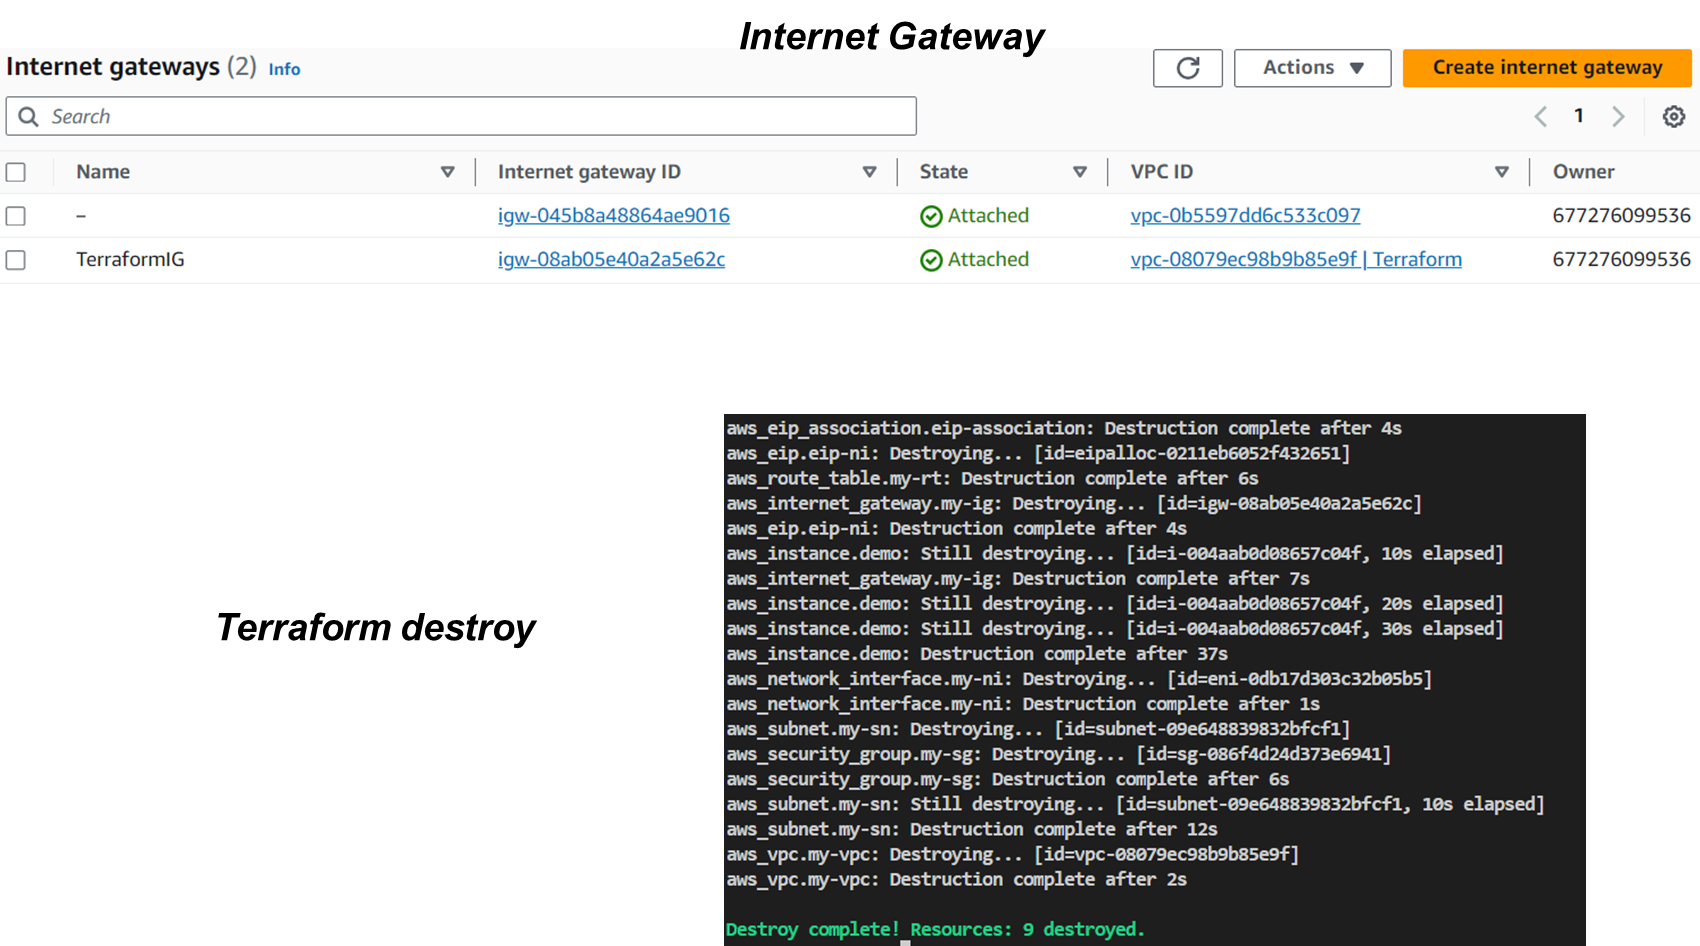 Internet Gateway
Internet gateways (2) Info
Actions
Create internet gateway
Search
1
Name Internet gateway ID State VPC ID Owner
– igw-045b8a48864ae9016 Attached vpc-0b5597dd6c533c097 677276099536
TerraformIG igw-08ab05e40a2a5e62c Attached vpc-08079ec98b9b85e9f | Terraform 677276099536
Terraform destroy
aws_eip_association.eip-association: Destruction complete after 4s
aws_eip.eip-ni: Destroying... [id=eipalloc-0211eb6052f432651]
aws_route_table.my-rt: Destruction complete after 6s
aws_internet_gateway.my-ig: Destroying... [id=igw-08ab05e40a2a5e62c]
aws_eip.eip-ni: Destruction complete after 4s
aws_instance.demo: Still destroying... [id=i-004aab0d08657c04f, 10s elapsed]
aws_internet_gateway.my-ig: Destruction complete after 7s
aws_instance.demo: Still destroying... [id=i-004aab0d08657c04f, 20s elapsed]
aws_instance.demo: Still destroying... [id=i-004aab0d08657c04f, 30s elapsed]
aws_instance.demo: Destruction complete after 37s
aws_network_interface.my-ni: Destroying... [id=eni-0db17d303c32b05b5]
aws_network_interface.my-ni: Destruction complete after 1s
aws_subnet.my-sn: Destroying... [id=subnet-09e648839832bfcf1]
aws_security_group.my-sg: Destroying... [id=sg-086f4d24d373e6941]
aws_security_group.my-sg: Destruction complete after 6s
aws_subnet.my-sn: Still destroying... [id=subnet-09e648839832bfcf1, 10s elapsed]
aws_subnet.my-sn: Destruction complete after 12s
aws_vpc.my-vpc: Destroying... [id=vpc-08079ec98b9b85e9f]
aws_vpc.my-vpc: Destruction complete after 2s
Destroy complete! Resources: 9 destroyed.